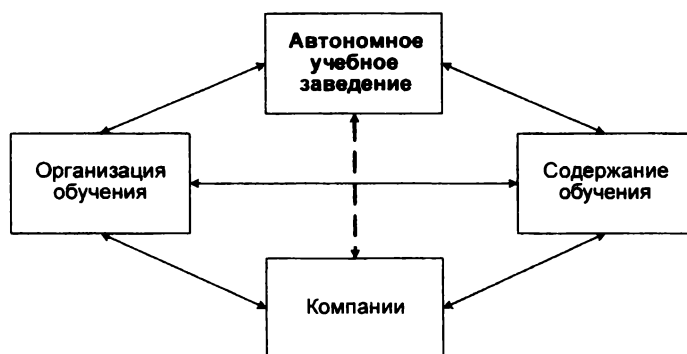 Автономное
учебное
заведение
Организация
обучения
Содержание
обучения
Компании